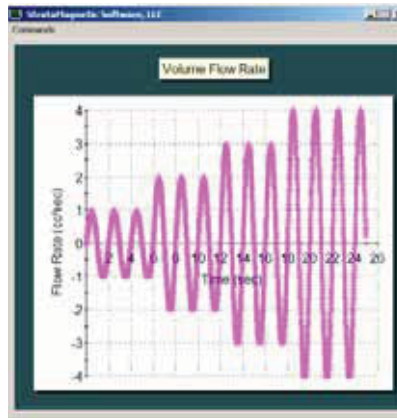 VivetaMagnetic Software, LLC
Commands
Volume Flow Rate
4
3
2
1
0
-1
-2
-3
-4
2 4 6 8 10 12 14 16 18 20 22 24 26
Flow Rate (cc/sec)
Time (sec)